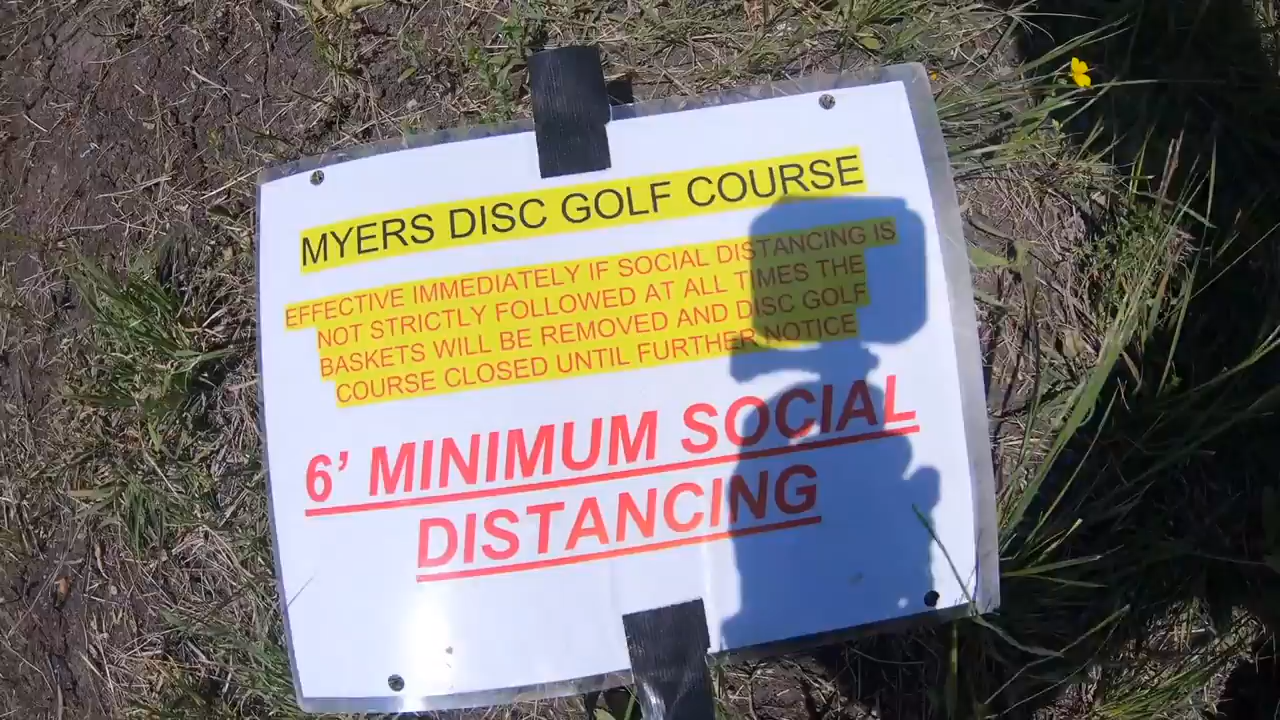 MYERS DISC GOLF COURSE
EFFECTIVE IMMEDIATELY IF SOCIAL DISTANCING IS
NOT STRICTLY FOLLOWED AT ALL TIMES THE
BASKETS WILL BE REMOVED AND DISC GOLF
COURSE CLOSED UNTIL FURTHER NOTICE
6’ MINIMUM SOCIAL
DISTANCING